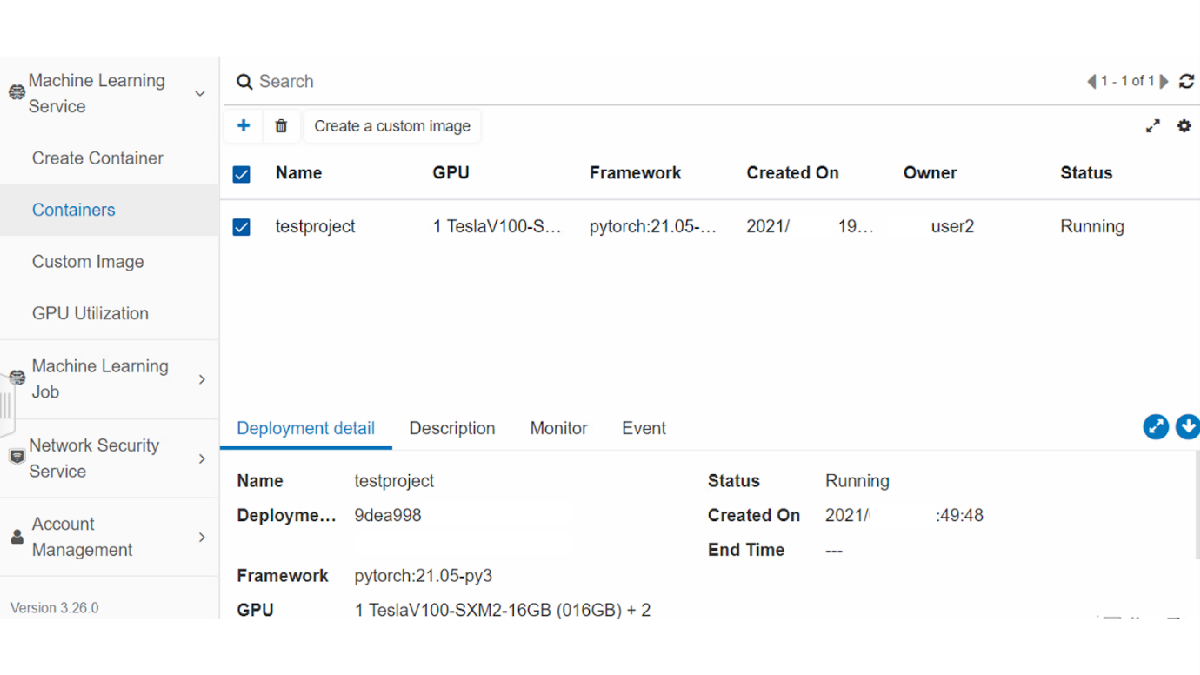 Machine Learning
Service
Create Container
Containers
Custom Image
GPU Utilization
Machine Learning
Job
Network Security
Service
Account
Management
Version 3.26.0
Search
1 - 1 of 1
Create a custom image
Name GPU Framework Created On Owner Status
testproject 1 TeslaV100-S... pytorch:21.05-... 2021/ 19... user2 Running
Deployment detail Description Monitor Event
Name testproject Status Running
Deployme... 9dea998 Created On 2021/ :49:48
End Time ---
Framework pytorch:21.05-py3
GPU 1 TeslaV100-SXM2-16GB (016GB) + 2